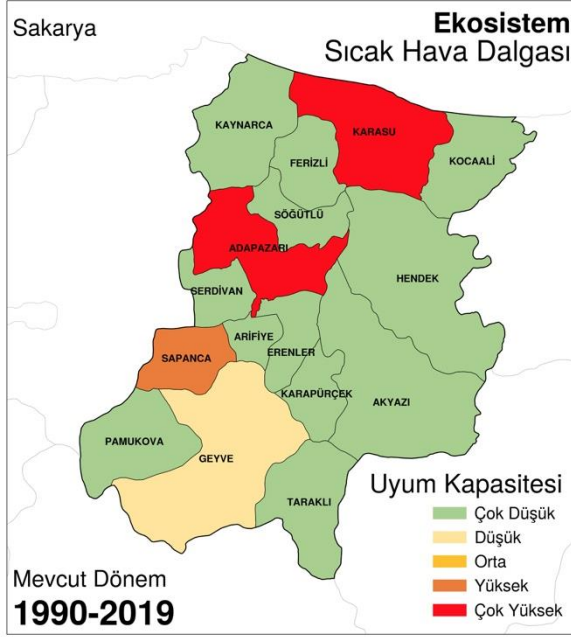 Sakarya
Ekosistem
Sıcak Hava Dalgası
KAYNARCA
KARASU
FERİZLİ
KOCAALİ
SÖĞÜTLÜ
ADAPAZARI
HENDEK
SERDİVAN
ARİFİYE
ERENLER
SAPANCA
KARAPÜRÇEK
AKYAZI
PAMUKOVA
GEYVE
TARAKLI
Uyum Kapasitesi
Çok Düşük
Düşük
Orta
Yüksek
Çok Yüksek
Mevcut Dönem
1990-2019